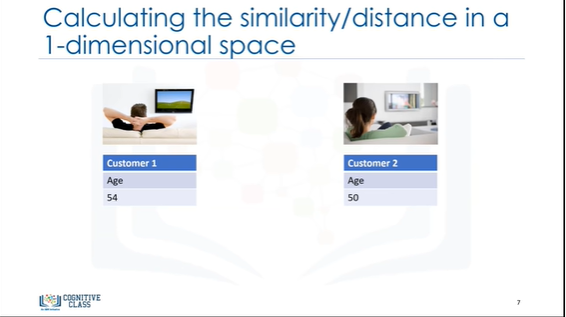 Calculating the similarity/distance in a
1-dimensional space
Customer 1
Age
54
Customer 2
Age
50
COGNITIVE
CLASS
7